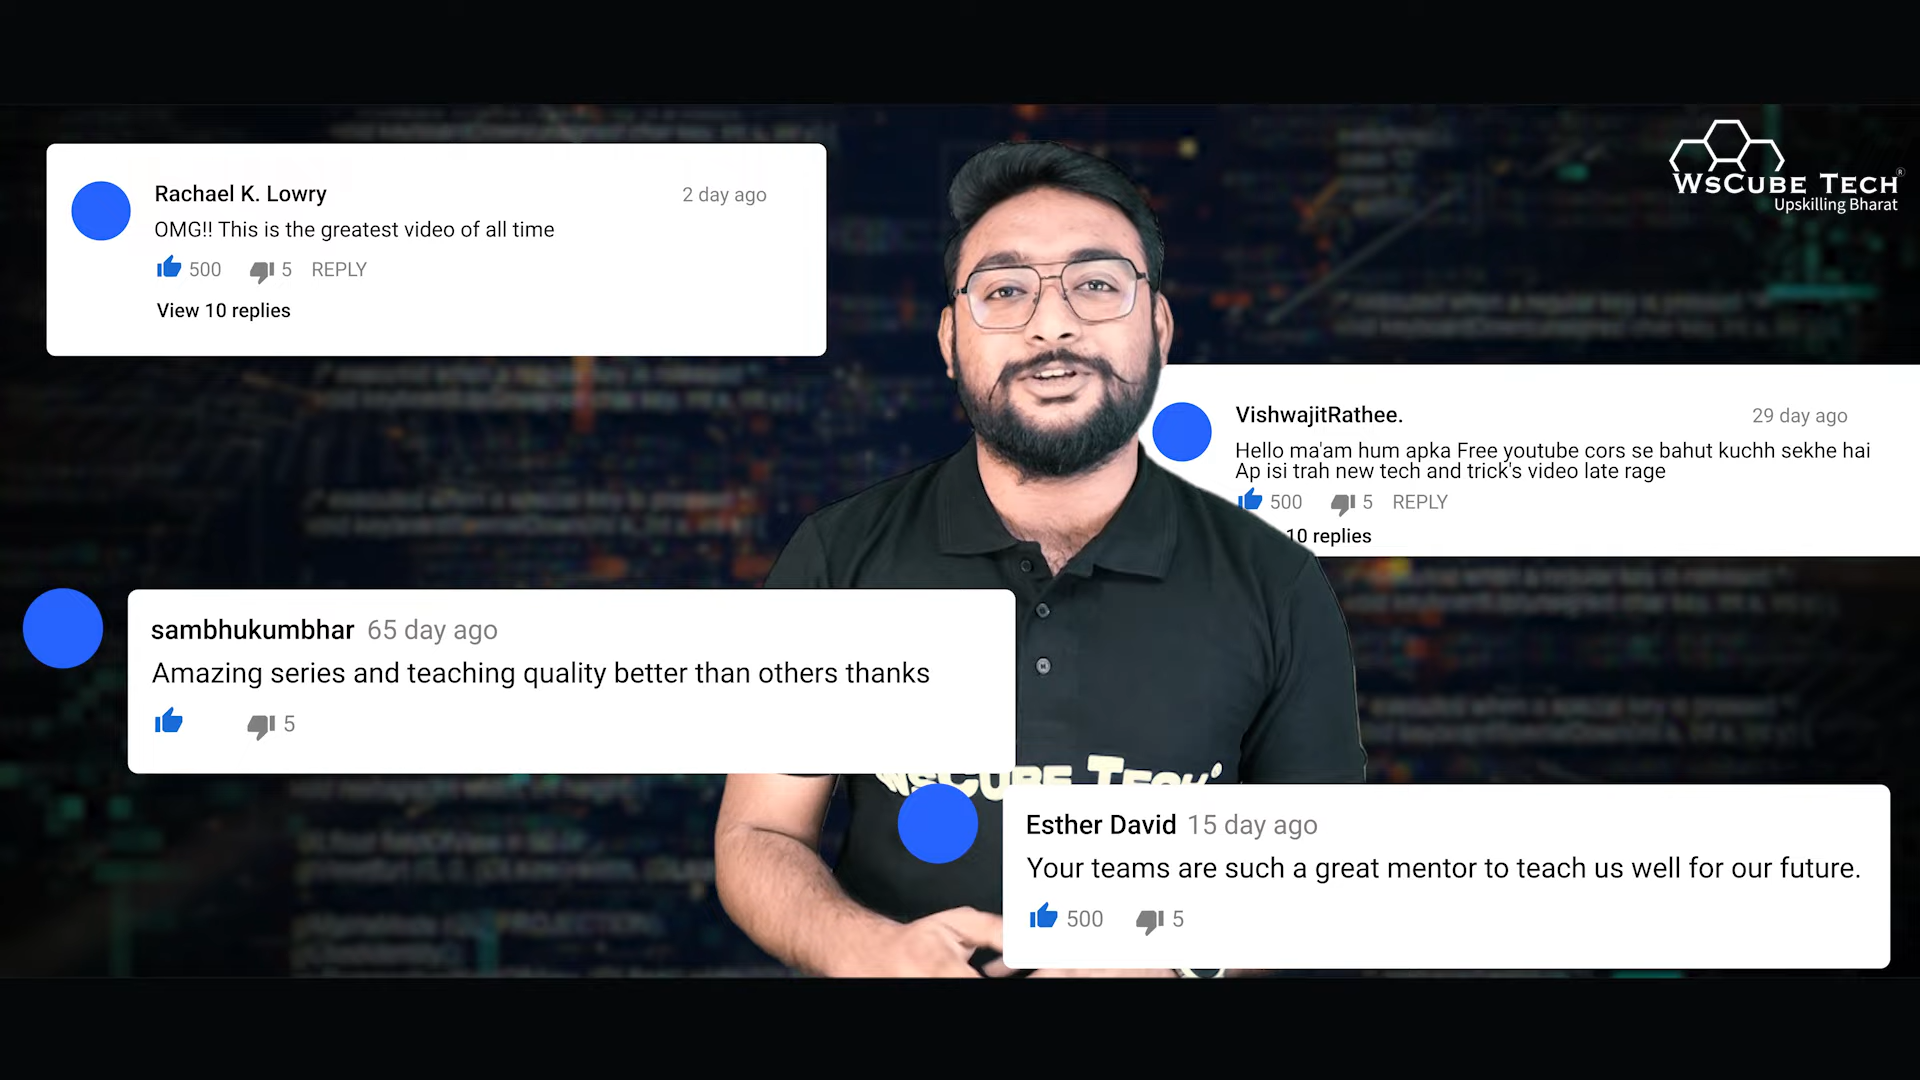 WSCUBE TECH®
Upskilling Bharat
Rachael K. Lowry 2 day ago
OMG!! This is the greatest video of all time
500 5 REPLY
View 10 replies
VishwajitRathee. 29 day ago
Hello ma'am hum apka Free youtube cors se bahut kuchh sekhe hai
Ap isi trah new tech and trick's video late rage
500 5 REPLY
10 replies
sambhukumbhar 65 day ago
Amazing series and teaching quality better than others thanks
5
WSCUBE TECH
Esther David 15 day ago
Your teams are such a great mentor to teach us well for our future.
500 5